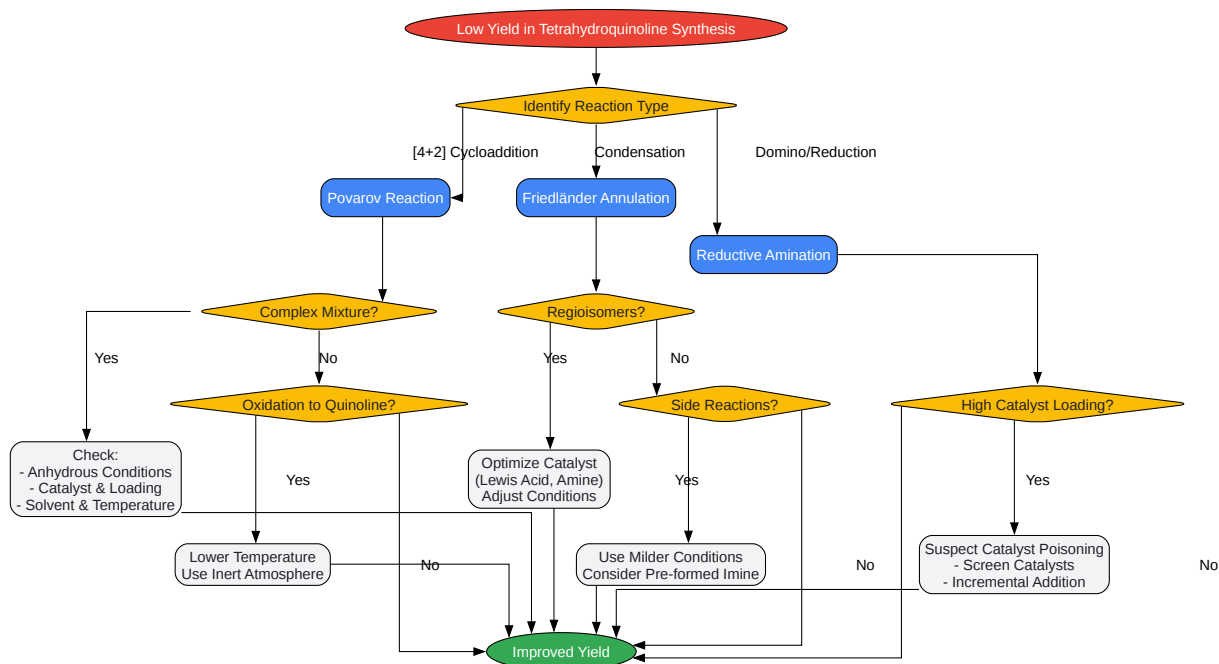 Low Yield in Tetrahydroquinoline Synthesis
Identify Reaction Type
[4+2] Cycloaddition
Condensation
Domino/Reduction
Povarov Reaction
Friedländer Annulation
Reductive Amination
Complex Mixture?
Regioisomers?
Yes
No
Yes
No
Oxidation to Quinoline?
Side Reactions?
High Catalyst Loading?
Check:
- Anhydrous Conditions
- Catalyst & Loading
- Solvent & Temperature
Yes
Optimize Catalyst
(Lewis Acid, Amine)
Adjust Conditions
Yes
Yes
Lower Temperature
Use Inert Atmosphere
No
Use Milder Conditions
Consider Pre-formed Imine
No
Suspect Catalyst Poisoning
- Screen Catalysts
- Incremental Addition
No
Improved Yield